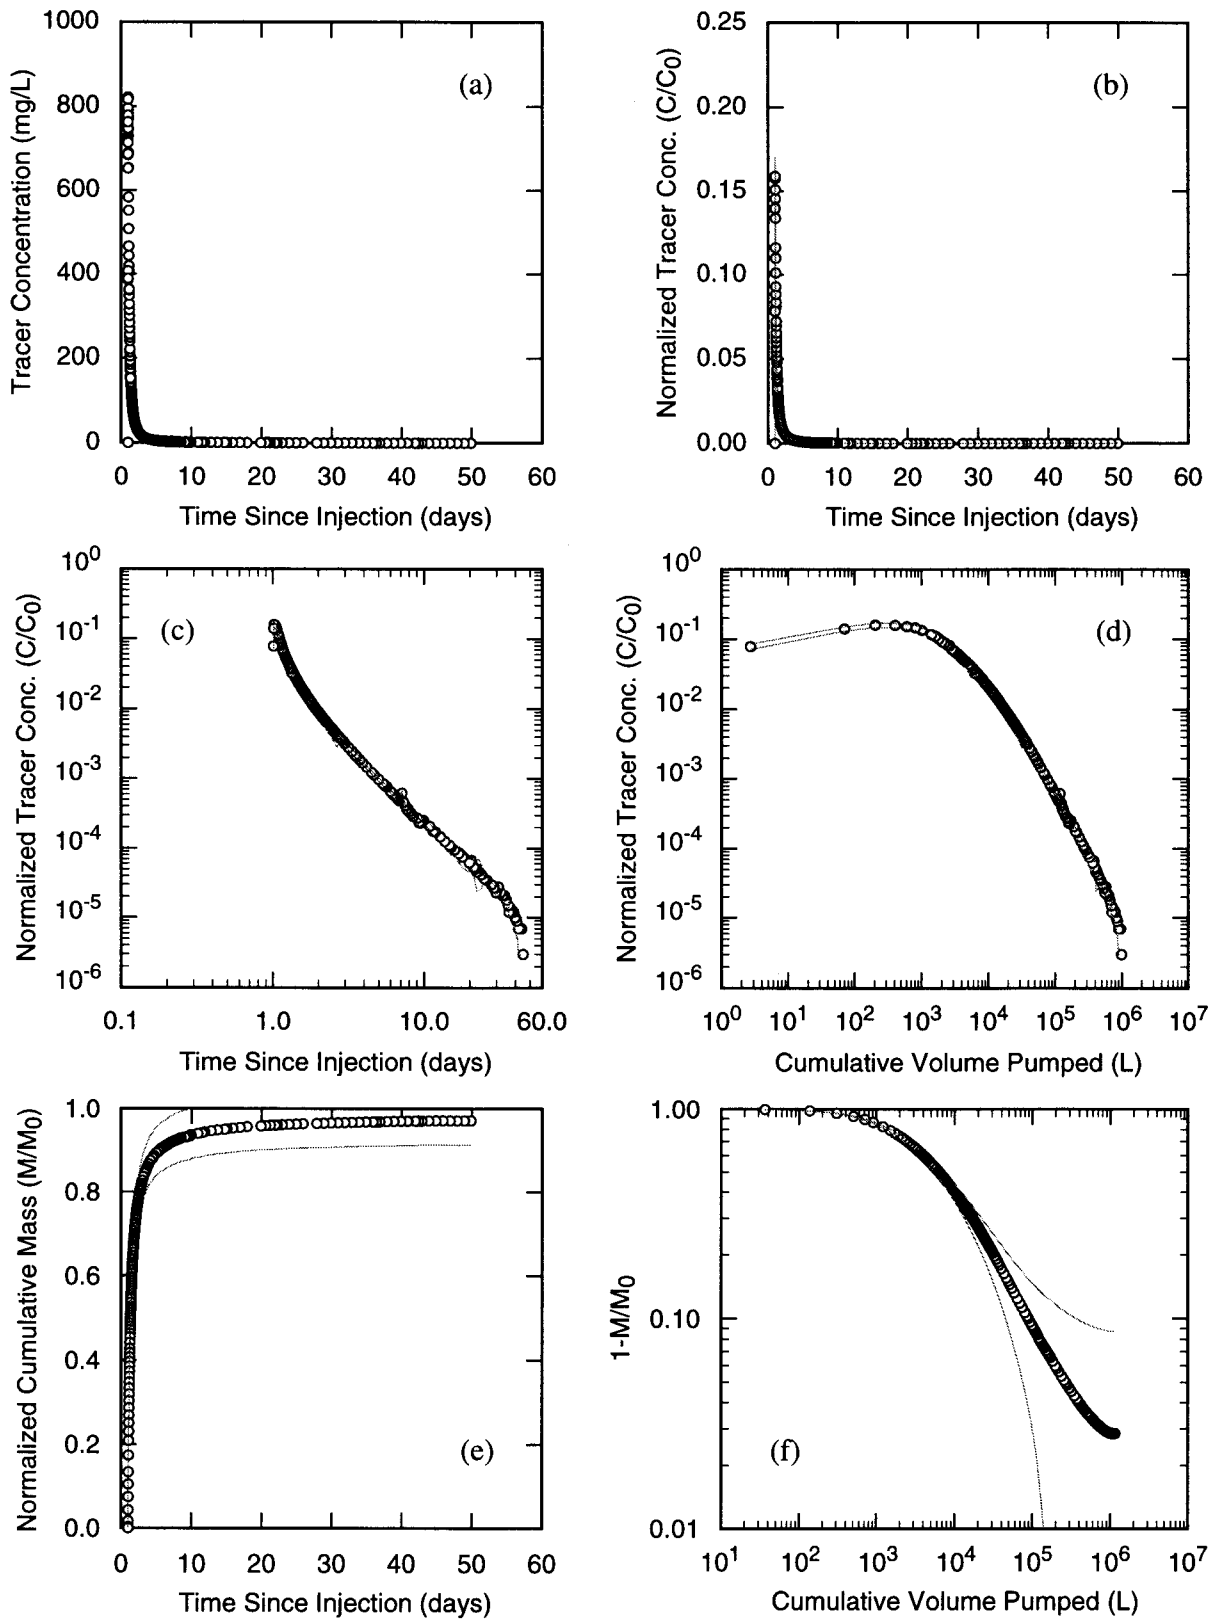 1000
800
600
400
200
0
Tracer Concentration (mg/L)
(a)
0 10 20 30 40 50 60
Time Since Injection (days)
0.25
0.20
0.15
0.10
0.05
0.00
Normalized Tracer Conc. (C/C0)
(b)
0 10 20 30 40 50 60
Time Since Injection (days)
10^0
10^-1
10^-2
10^-3
10^-4
10^-5
10^-6
Normalized Tracer Conc. (C/C0)
(c)
0.1 1.0 10.0 60.0
Time Since Injection (days)
10^0
10^-1
10^-2
10^-3
10^-4
10^-5
10^-6
Normalized Tracer Conc. (C/C0)
(d)
10^0 10^1 10^2 10^3 10^4 10^5 10^6 10^7
Cumulative Volume Pumped (L)
1.0
0.8
0.6
0.4
0.2
0.0
Normalized Cumulative Mass (M/M0)
(e)
0 10 20 30 40 50 60
Time Since Injection (days)
1.00
0.10
0.01
1-M/M0
(f)
10^1 10^2 10^3 10^4 10^5 10^6 10^7
Cumulative Volume Pumped (L)